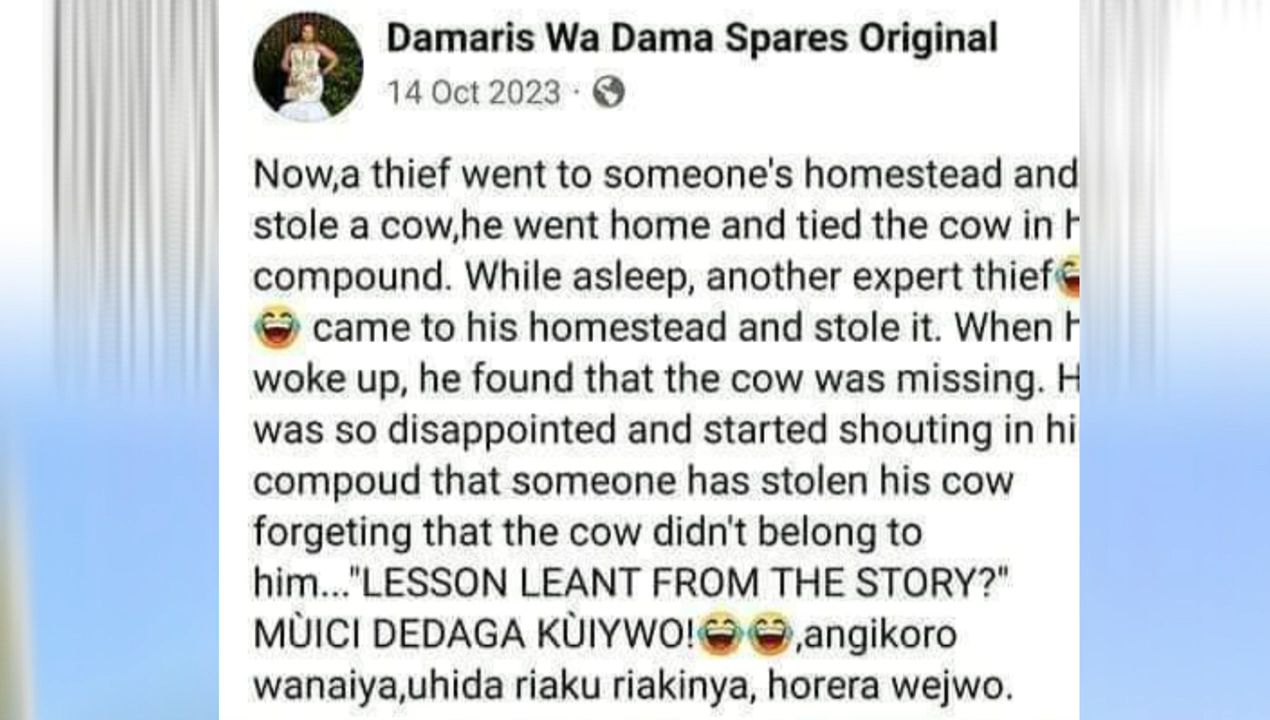 Damaris Wa Dama Spares Original
14 Oct 2023 ·
Now,a thief went to someone's homestead and
stole a cow,he went home and tied the cow in
compound. While asleep, another expert thief😂
😂 came to his homestead and stole it. When
woke up, he found that the cow was missing.
was so disappointed and started shouting in hi
compoud that someone has stolen his cow
forgeting that the cow didn't belong to
him..."LESSON LEANT FROM THE STORY?"
MÙICI DEDAGA KÙIYWO!😂😂,angikoro
wanaiya,uhida riaku riakinya, horera wejwo.